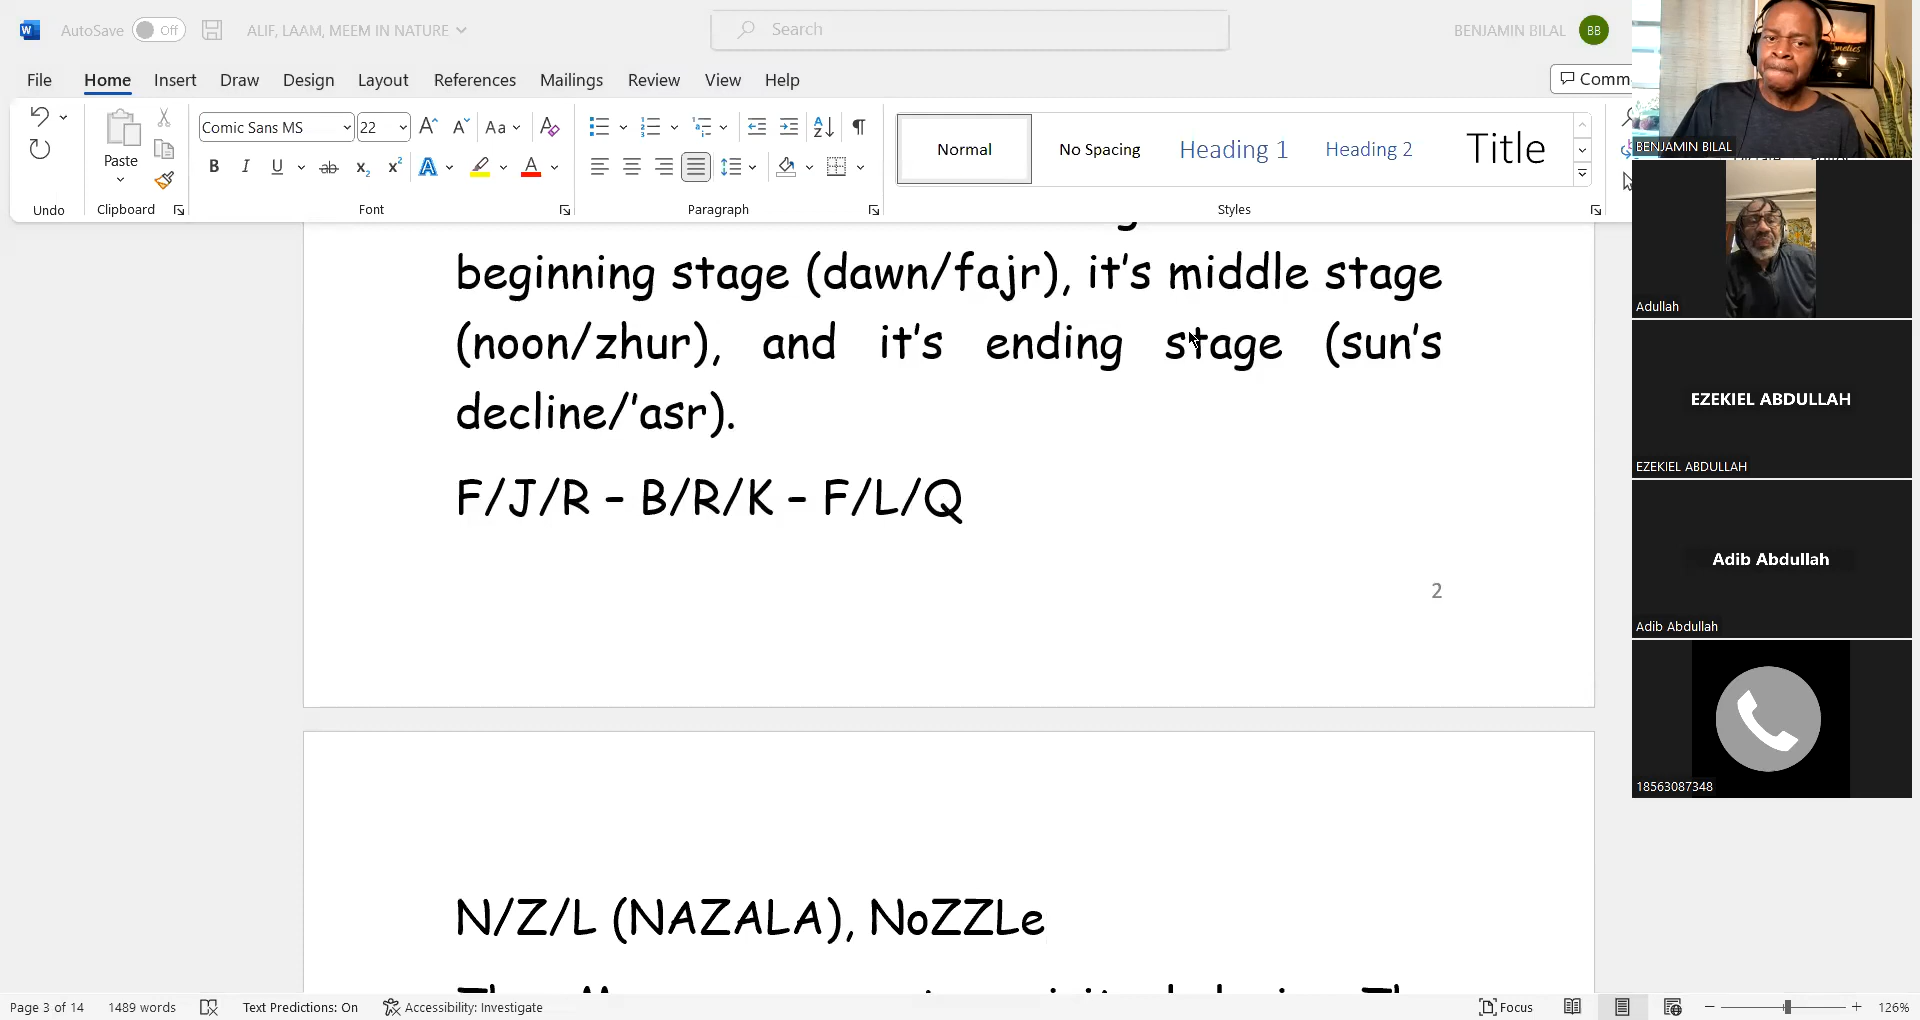 AutoSave Off ALIF, LAAM, MEEM IN NATURE Search BENJAMIN BILAL BB
File Home Insert Draw Design Layout References Mailings Review View Help Comm
Comic Sans MS 22 Aa
Paste
Normal No Spacing Heading 1 Heading 2 Title
Undo Clipboard Font Paragraph Styles
beginning stage (dawn/fajr), it's middle stage
(noon/zhur), and it's ending stage (sun's
decline/'asr).
F/J/R – B/R/K – F/L/Q
2
N/Z/L (NAZALA), NoZZLe
BENJAMIN BILAL
Adullah
EZEKIEL ABDULLAH
EZEKIEL ABDULLAH
Adib Abdullah
Adib Abdullah
18563087348
Page 3 of 14 1489 words Text Predictions: On Accessibility: Investigate Focus 126%